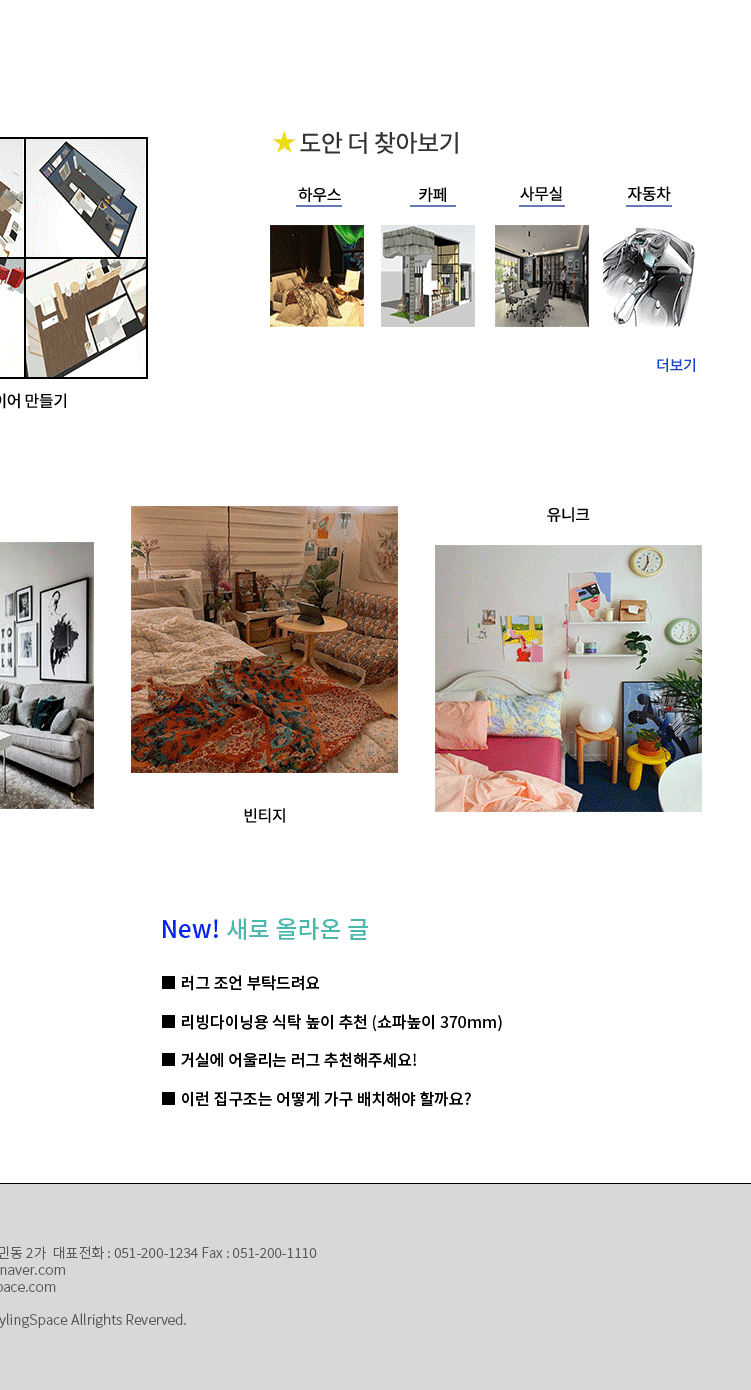 ★ 도안 더 찾아보기
하우스
카페
사무실
자동차
더보기
이어 만들기
유니크
빈티지
New! 새로 올라온 글
■ 러그 조언 부탁드려요
■ 리빙다이닝용 식탁 높이 추천 (쇼파높이 370mm)
■ 거실에 어울리는 러그 추천해주세요!
■ 이런 집구조는 어떻게 가구 배치해야 할까요?
민동 2가 대표전화 : 051-200-1234 Fax : 051-200-1110
naver.com
pace.com
ylingSpace Allrights Reverved.